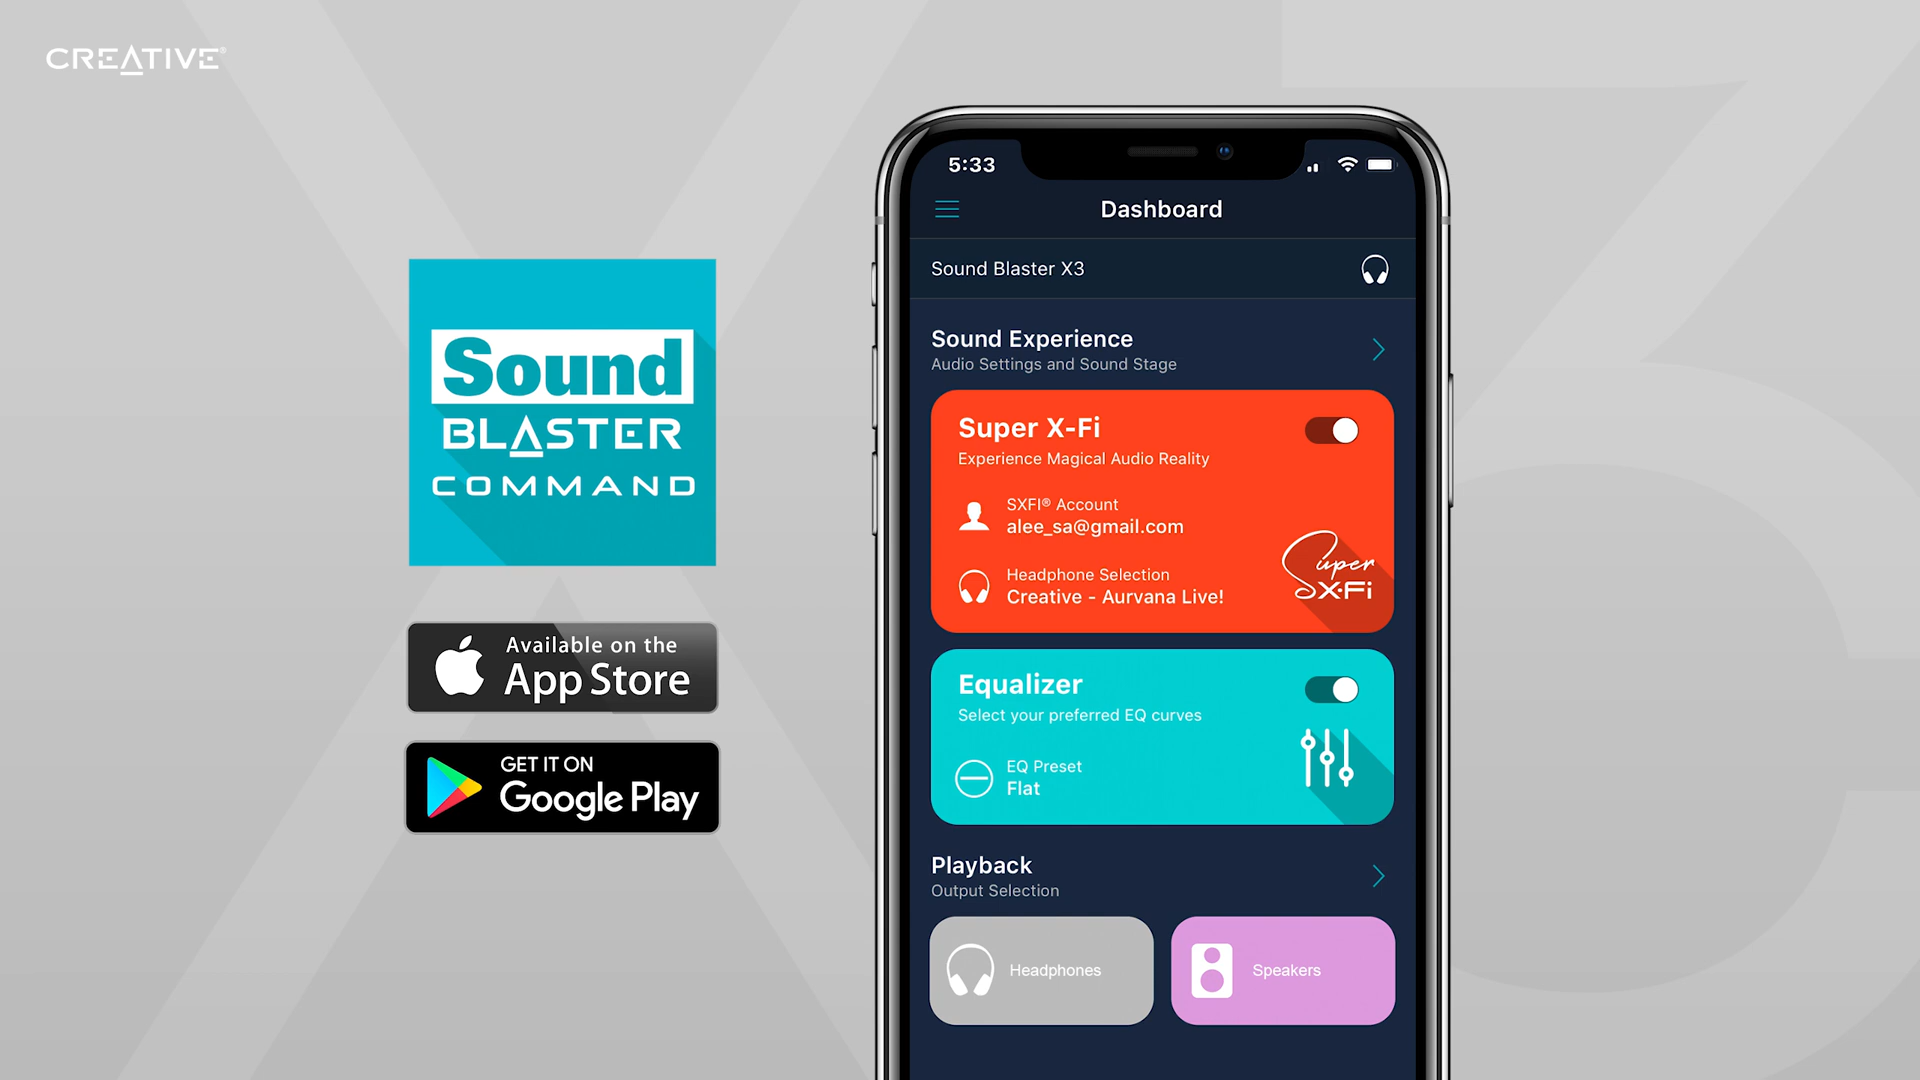 CREATIVE®
Sound
BLASTER
COMMAND
Available on the
App Store
GET IT ON
Google Play
5:33
Dashboard
Sound Blaster X3
Sound Experience
Audio Settings and Sound Stage
Super X-Fi
Experience Magical Audio Reality
SXFI® Account
alee_sa@gmail.com
Headphone Selection
Creative - Aurvana Live!
Super
X-Fi
Equalizer
Select your preferred EQ curves
EQ Preset
Flat
Playback
Output Selection
Headphones
Speakers
X3